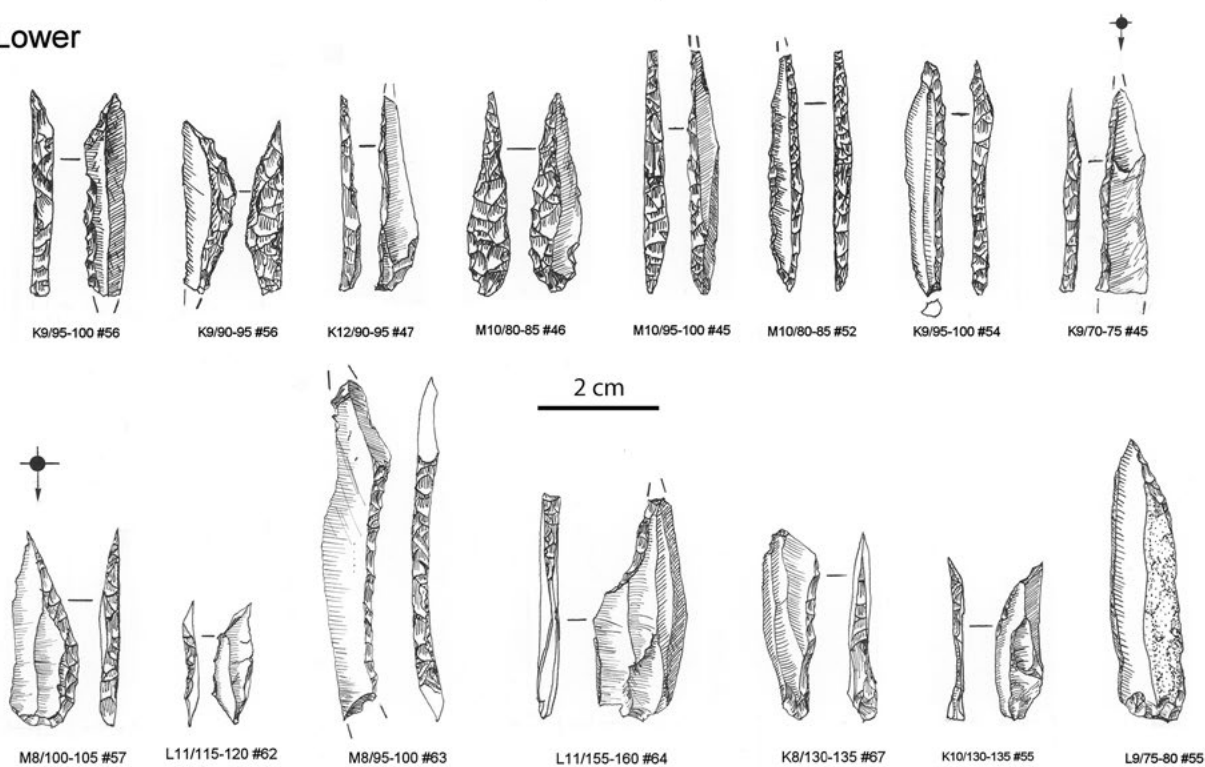 Lower
K9/95-100 #56
K9/90-95 #56
K12/90-95 #47
M10/80-85 #46
M10/95-100 #45
M10/80-85 #52
K9/95-100 #54
K9/70-75 #45
2 cm
M8/100-105 #57
L11/115-120 #62
M8/95-100 #63
L11/155-160 #64
K8/130-135 #67
K10/130-135 #55
L9/75-80 #55